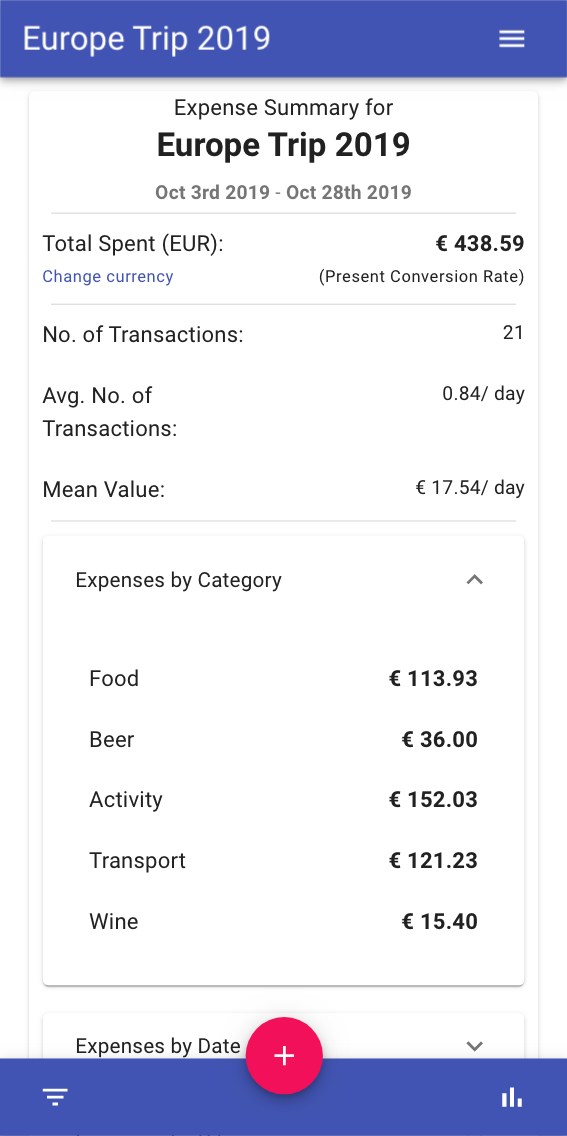 Europe Trip 2019
Expense Summary for
Europe Trip 2019
Oct 3rd 2019 - Oct 28th 2019
Total Spent (EUR): € 438.59
Change currency (Present Conversion Rate)
No. of Transactions: 21
Avg. No. of 0.84/ day
Transactions:
Mean Value: € 17.54/ day
Expenses by Category
Food € 113.93
Beer € 36.00
Activity € 152.03
Transport € 121.23
Wine € 15.40
Expenses by Date
+